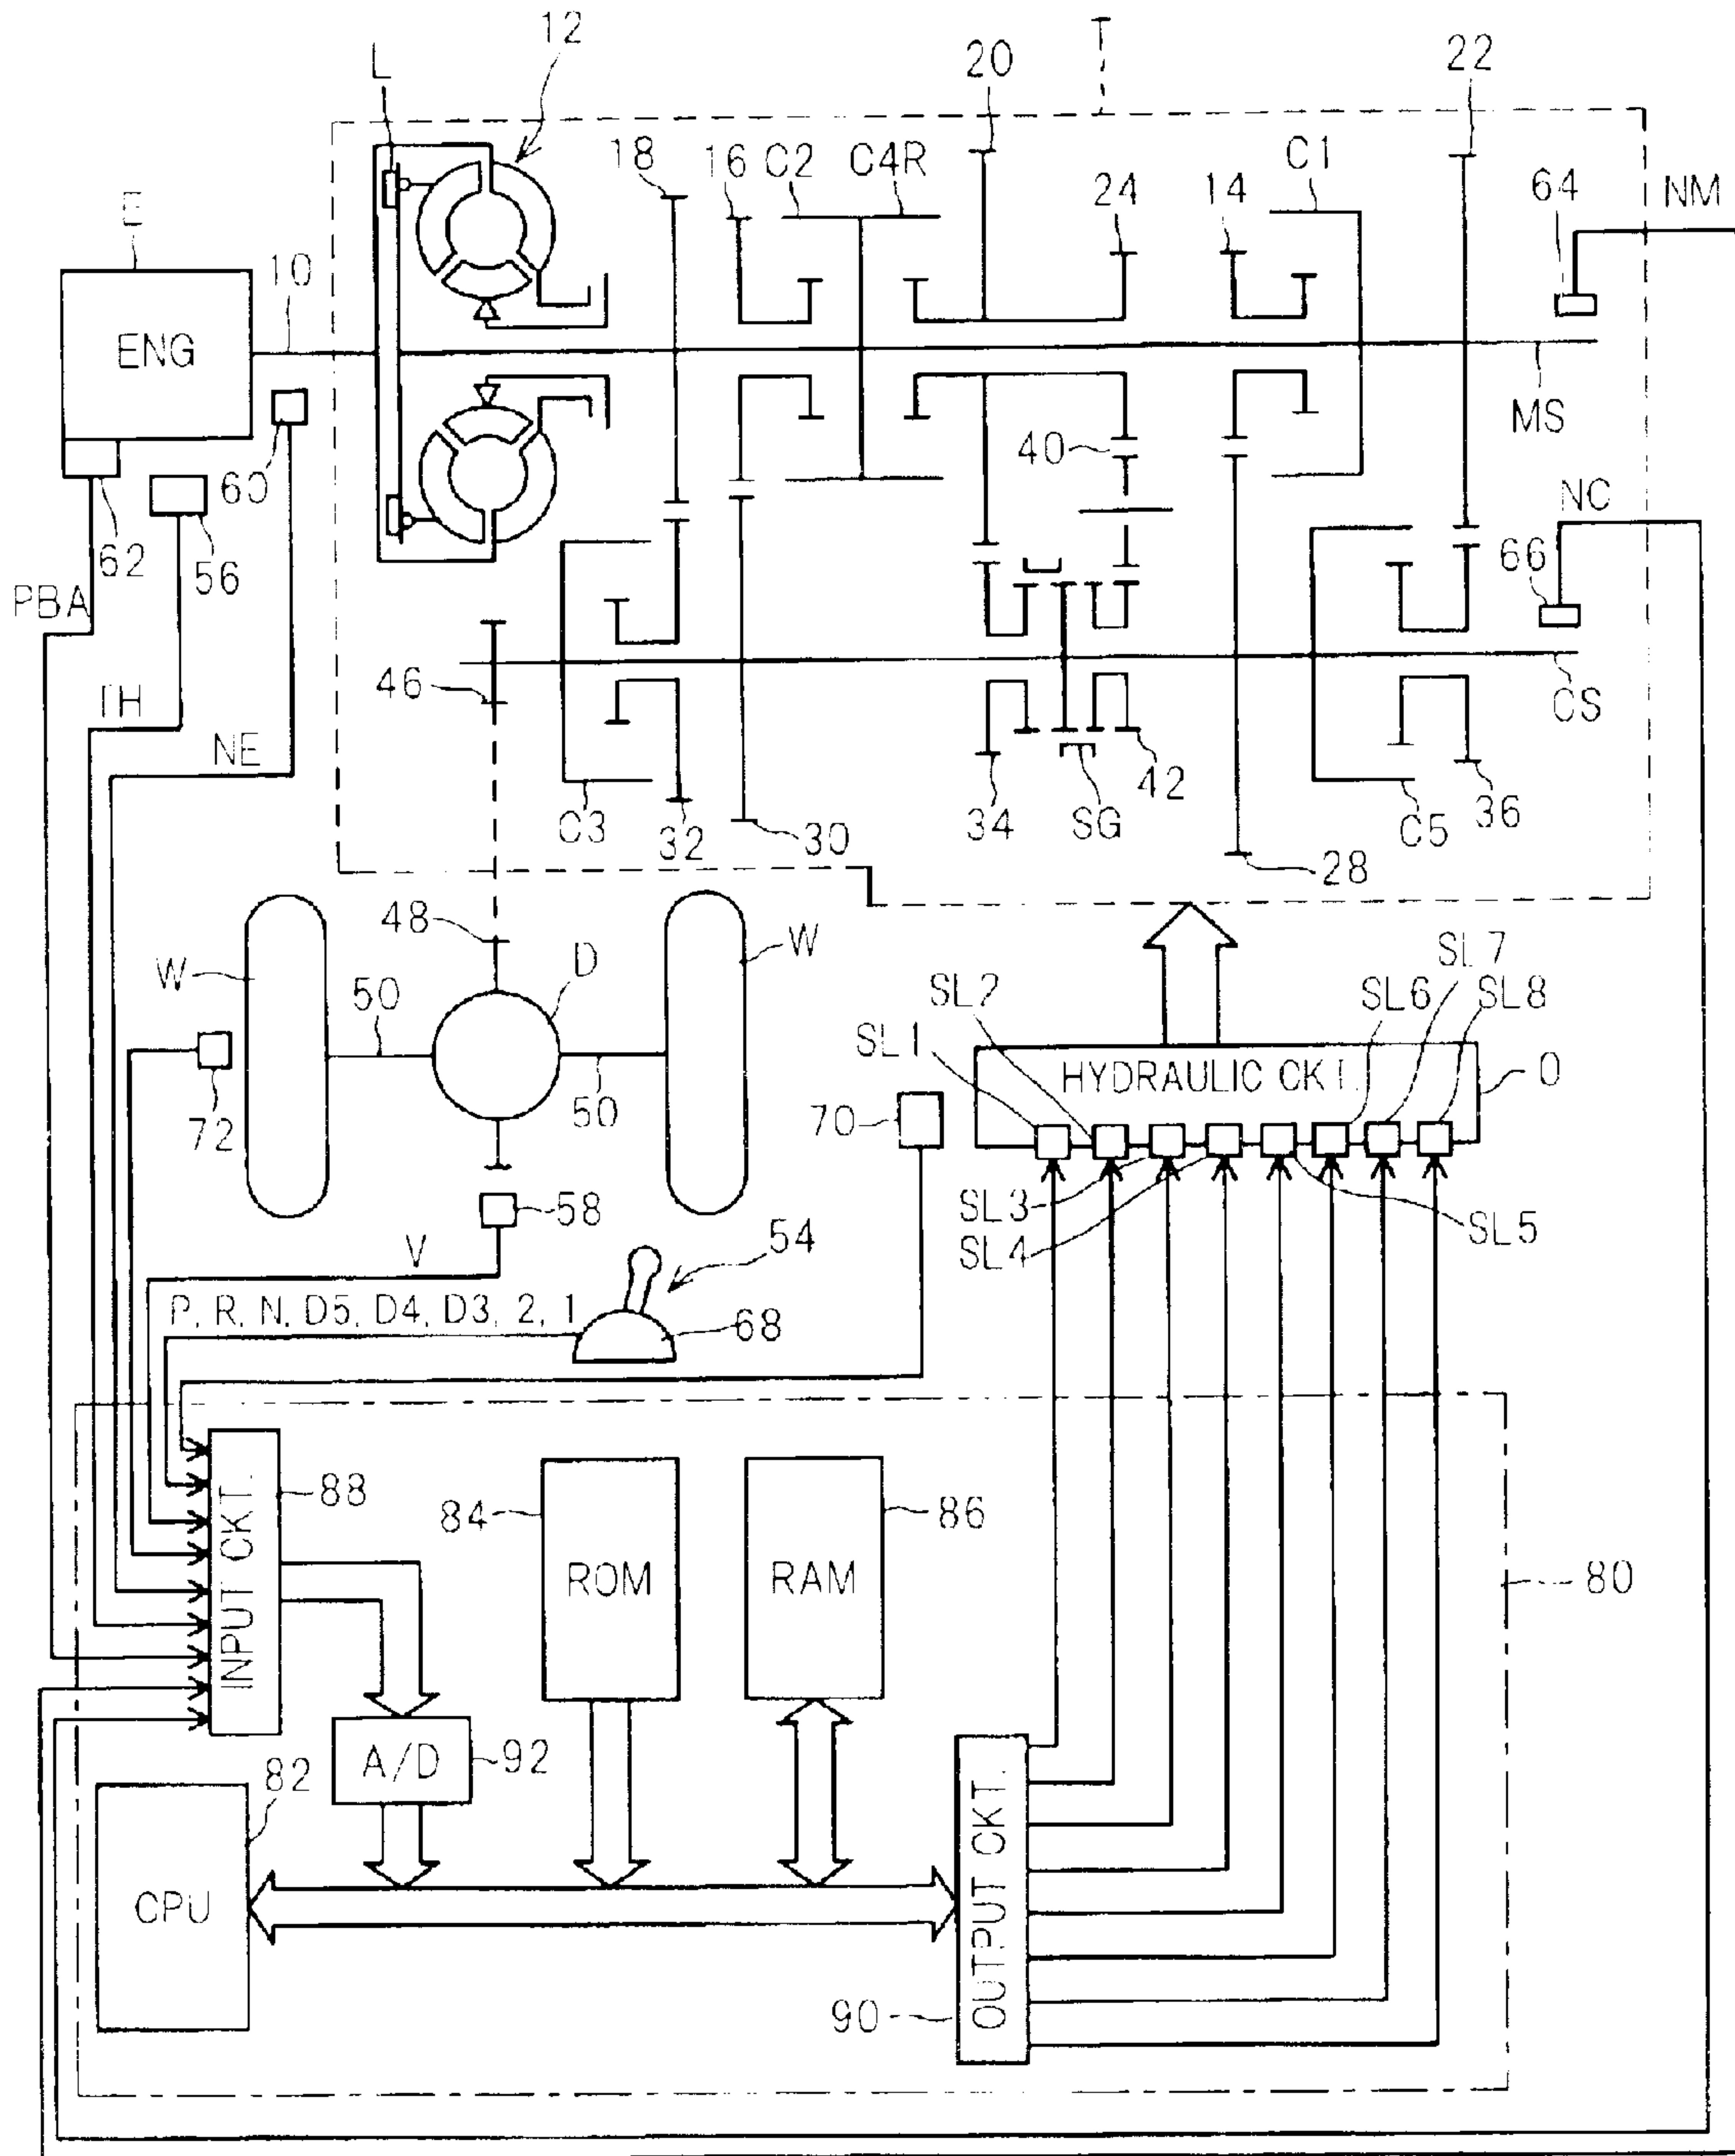 12
T
L
20
22
18
16
C2
C4R
C1
24
14
64
NM
E
10
ENG
MS
40
60
NC
62
56
66
PBA
46
CS
TH
NE
42
C3
32
30
34
SG
C5
36
28
48
D
W
W
SL7
SL2
SL6
SL8
50
SL1
HYDRAULIC CKT.
O
50
70
72
SL3
58
SL4
SL5
54
V
P, R, N, D5, D4, D3, 2, 1
68
INPUT CKT.
88
84
86
ROM
RAM
80
A/D
92
82
CPU
OUTPUT CKT.
90